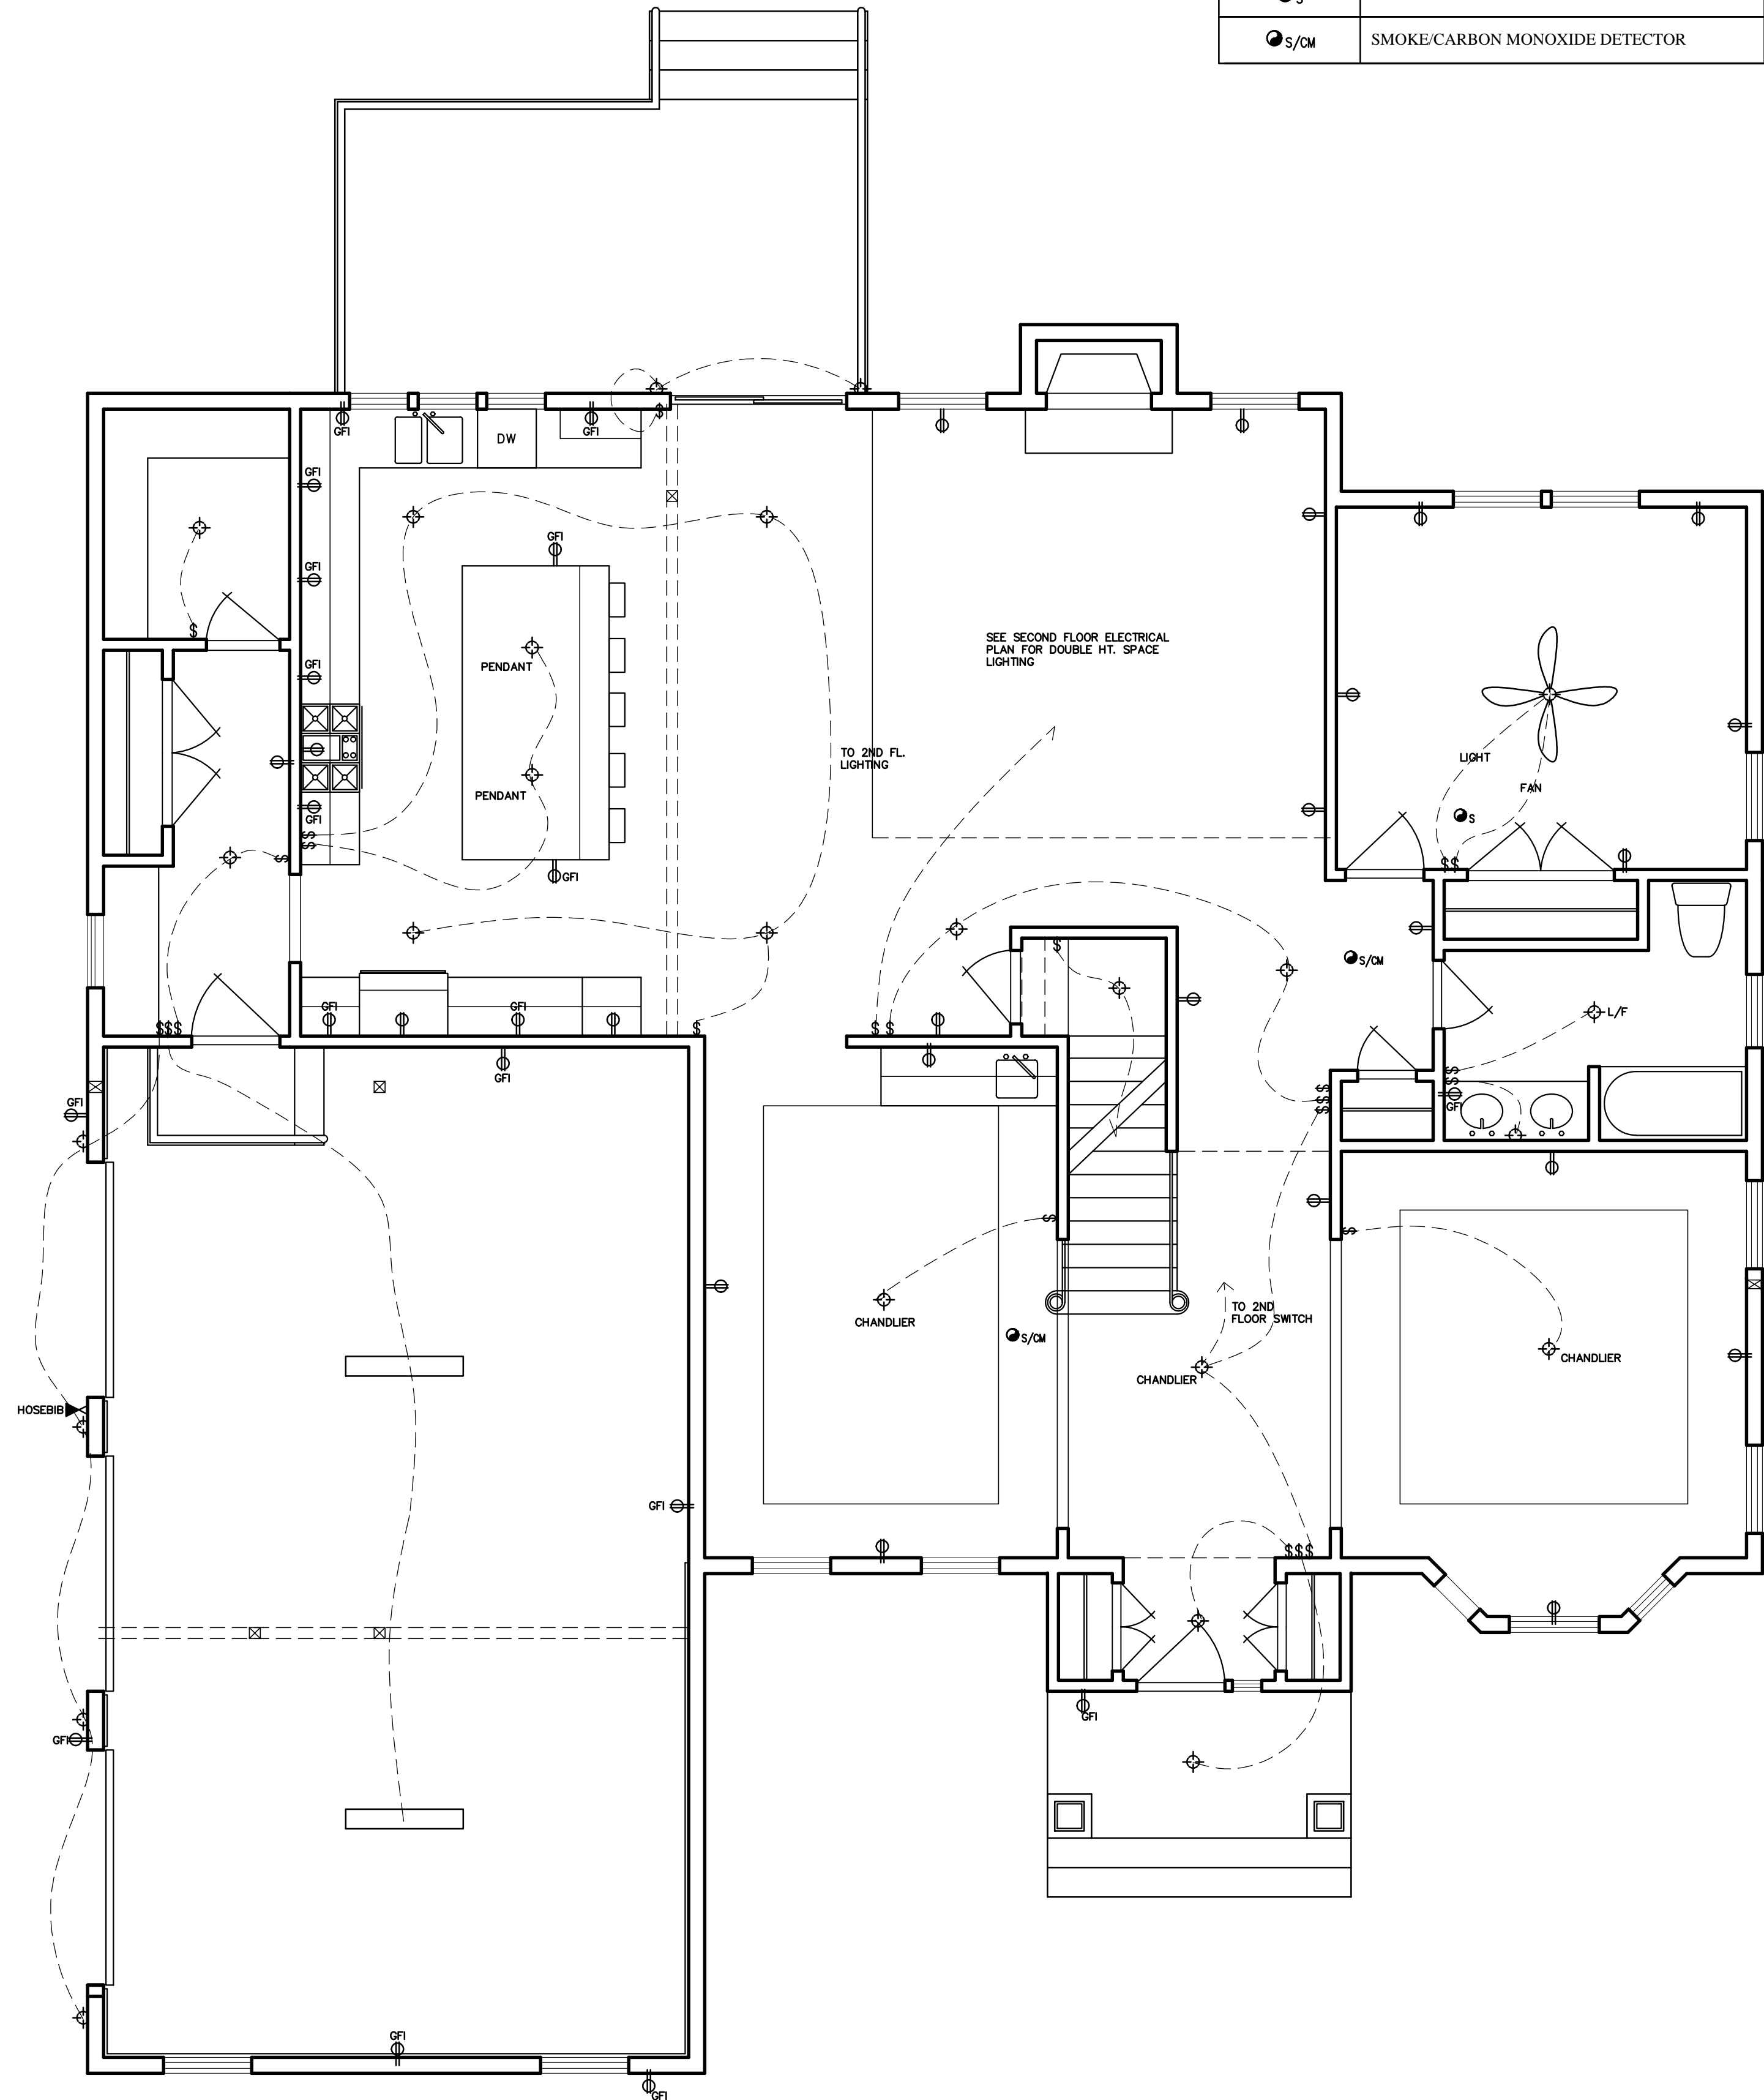 S
S/CM SMOKE/CARBON MONOXIDE DETECTOR
GFI
DW
GFI
GFI
GFI
GFI
PENDANT
SEE SECOND FLOOR ELECTRICAL
PLAN FOR DOUBLE HT. SPACE
LIGHTING
GFI
TO 2ND FL.
LIGHTING
LIGHT
FAN
PENDANT
GFI
S
$
$
$
$
$
$$
GFI
$
S/CM
GFI
GFI
L/F
$$$
$
$ $
GFI
$
$
$
$
$
GFI
GFI
$
$
TO 2ND
FLOOR SWITCH
CHANDLIER
S/CM
CHANDLIER
CHANDLIER
HOSEBIB
GFI
$$$
GFI
GFI
GFI
GFI